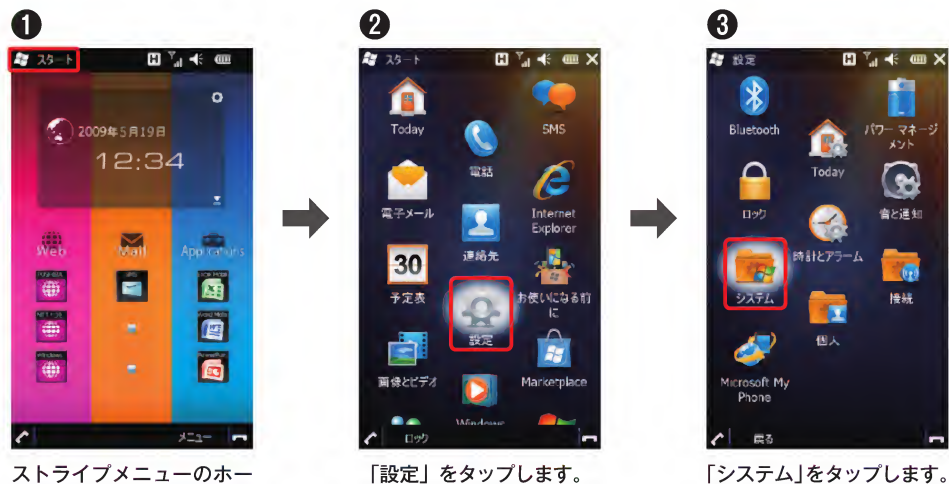 ❶
スタート
2009年5月19日
12:34
Web
Mail
Applications
メニュー
ストライプメニューのホー
❷
スタート
Today
SMS
電話
電子メール
Internet
Explorer
連絡先
30
予定表
お使いになる前
に
設定
画像とビデオ
Marketplace
Windows
ロック
「設定」をタップします。
❸
設定
Bluetooth
パワー マネージ
メント
Today
ロック
音と通知
時計とアラーム
システム
接続
個人
Microsoft My
Phone
戻る
「システム」をタップします。